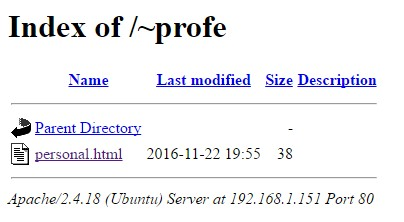 Index of /~profe
Name Last modified Size Description
Parent Directory -
personal.html 2016-11-22 19:55 38
Apache/2.4.18 (Ubuntu) Server at 192.168.1.151 Port 80